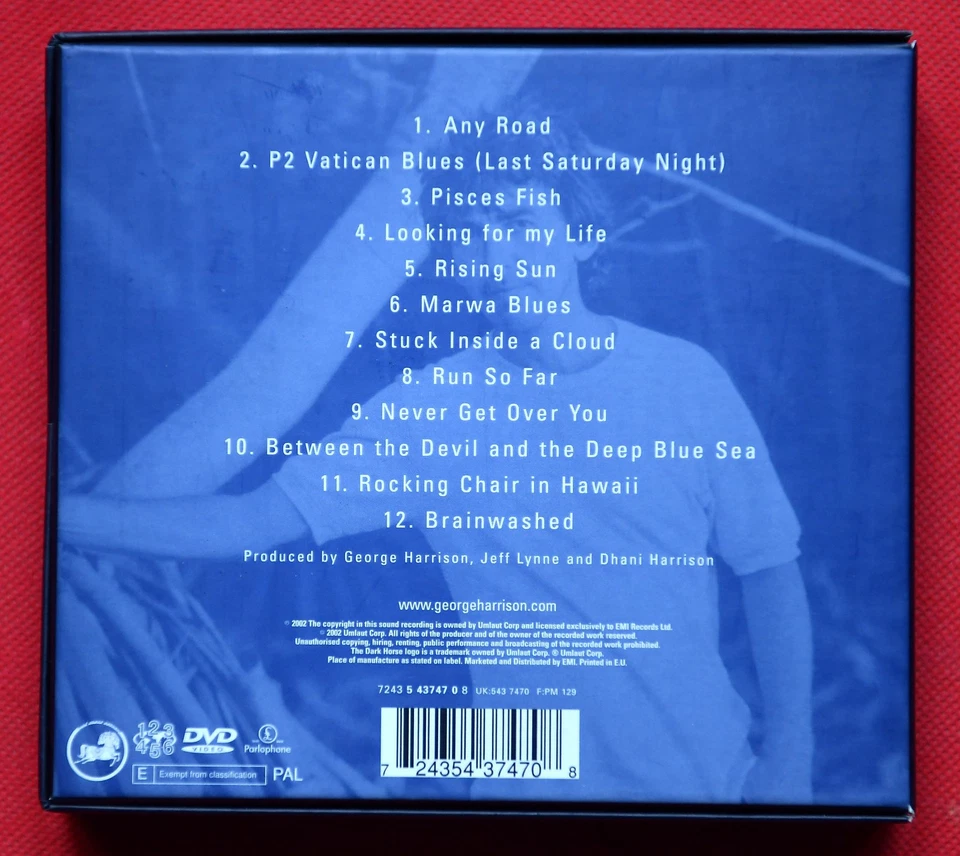 1. Any Road
2. P2 Vatican Blues (Last Saturday Night)
3. Pisces Fish
4. Looking for my Life
5. Rising Sun
6. Marwa Blues
7. Stuck Inside a Cloud
8. Run So Far
9. Never Get Over You
10. Between the Devil and the Deep Blue Sea
11. Rocking Chair in Hawaii
12. Brainwashed
Produced by George Harrison, Jeff Lynne and Dhani Harrison
www.georgeharrison.com
℗ 2002 The copyright in this sound recording is owned by Umlaut Corp and licensed exclusively to EMI Records Ltd.
© 2002 Umlaut Corp. All rights of the producer and of the owner of the recorded work reserved.
Unauthorised copying, hiring, renting, public performance and broadcasting of the recorded work prohibited.
The Dark Horse logo is a trademark owned by Umlaut Corp. ® Umlaut Corp.
Place of manufacture as stated on label. Marketed and Distributed by EMI. Printed in E.U.
7243 5 43747 0 8 UK:543 7470 F:PM 129
123
456
DVD
VIDEO
Parlophone
E Exempt from classification PAL
7 24354 37470 8